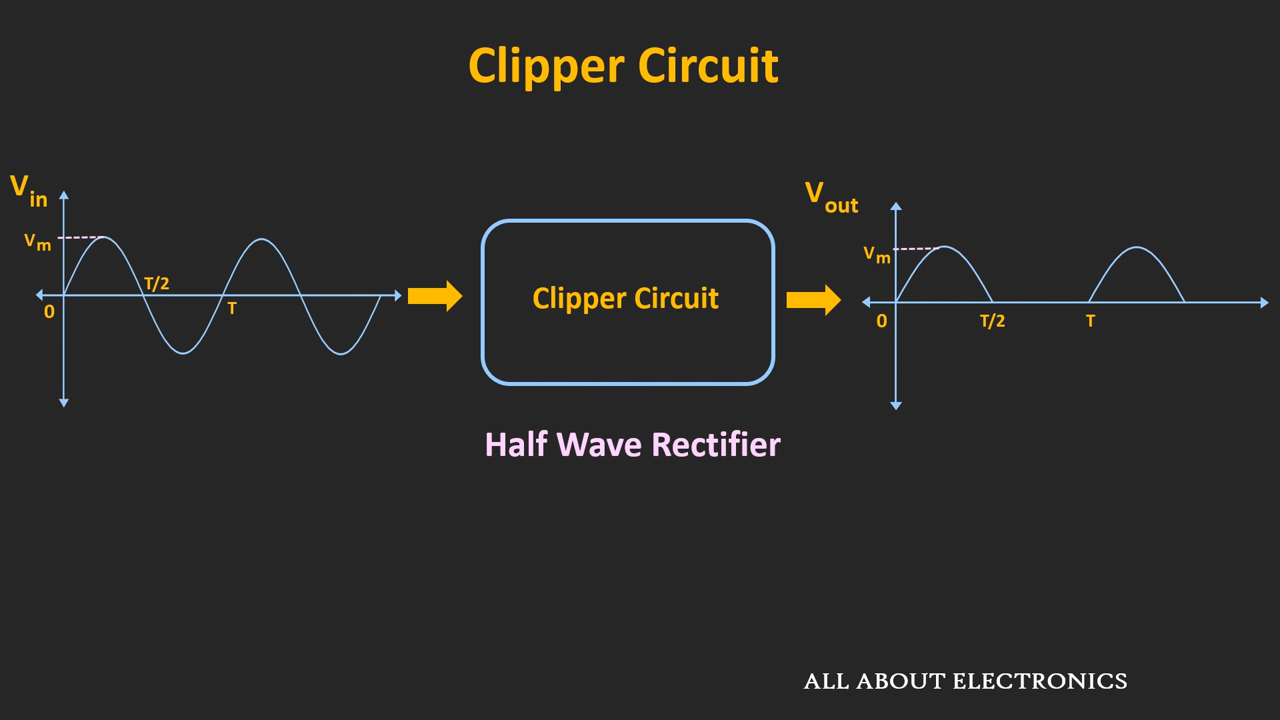 Clipper Circuit
Vin
Vm
0
T/2
T
Clipper Circuit
Half Wave Rectifier
Vout
Vm
0
T/2
T
ALL ABOUT ELECTRONICS